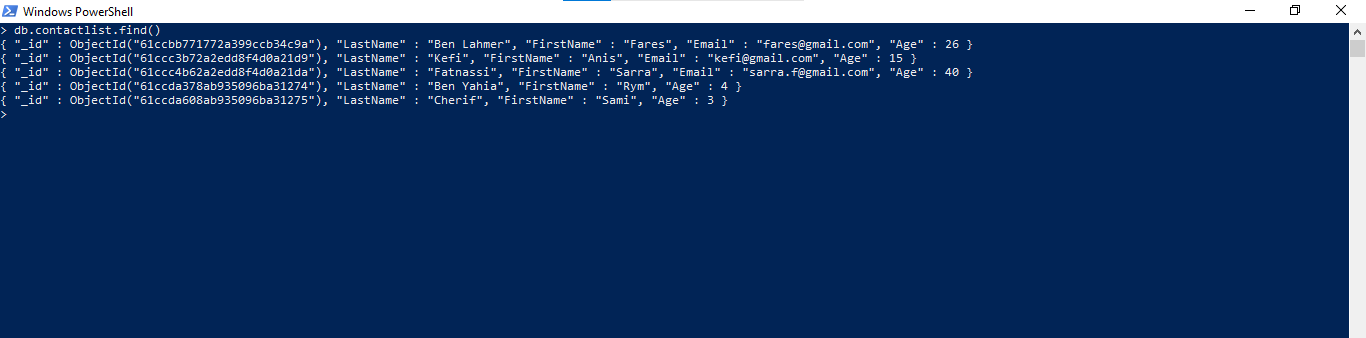 Windows PowerShell
> db.contactlist.find()
{ "_id" : ObjectId("61ccbb771772a399ccb34c9a"), "LastName" : "Ben Lahmer", "FirstName" : "Fares", "Email" : "fares@gmail.com", "Age" : 26 }
{ "_id" : ObjectId("61ccc3b72a2edd8f4d0a21d9"), "LastName" : "Kefi", "FirstName" : "Anis", "Email" : "kefi@gmail.com", "Age" : 15 }
{ "_id" : ObjectId("61ccc4b62a2edd8f4d0a21da"), "LastName" : "Fatnassi", "FirstName" : "Sarra", "Email" : "sarra.f@gmail.com", "Age" : 40 }
{ "_id" : ObjectId("61ccda378ab935096ba31274"), "LastName" : "Ben Yahia", "FirstName" : "Rym", "Age" : 4 }
{ "_id" : ObjectId("61ccda608ab935096ba31275"), "LastName" : "Cherif", "FirstName" : "Sami", "Age" : 3 }
>